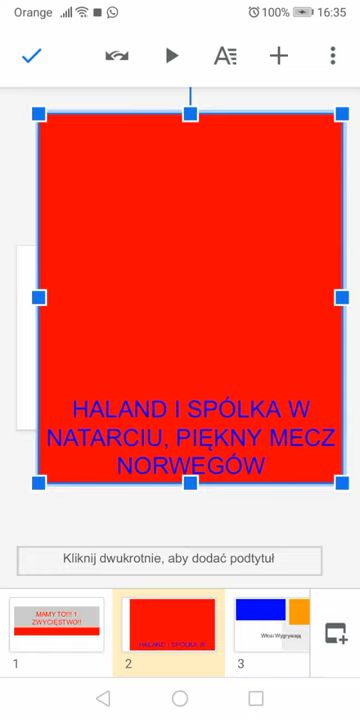 Orange 100% 16:35
HALAND I SPÓLKA W
NATARCIU, PIĘKNY MECZ
NORWEGÓW
Kliknij dwukrotnie, aby dodać podtytuł
MAMY TO!!! 1
ZWYCIĘSTWO!!
HALAND I SPÓLKA W
Włosi Wygrywają
1
2
3